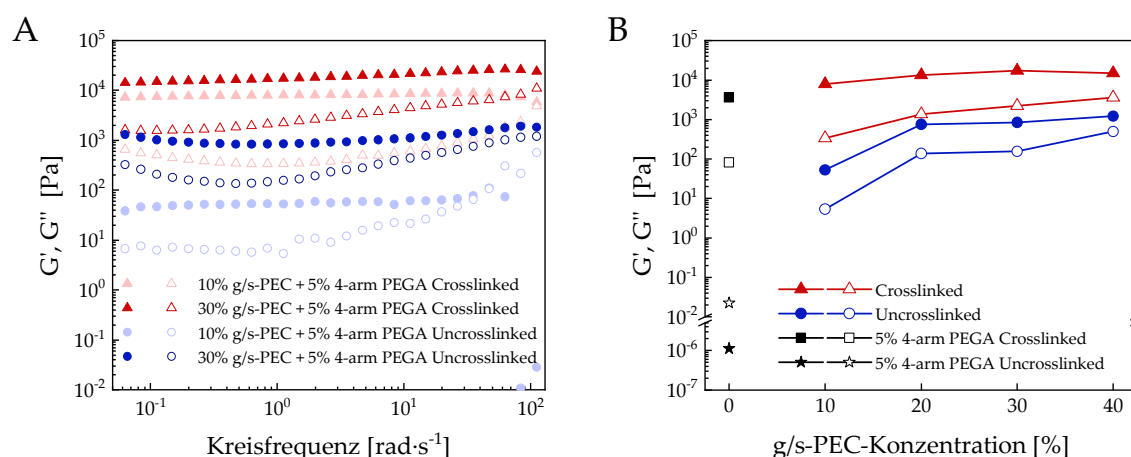 A
G', G'' [Pa]
10⁵
10⁴
10³
10²
10¹
10⁰
10⁻¹
10⁻²
10% g/s-PEC + 5% 4-arm PEGA Crosslinked
30% g/s-PEC + 5% 4-arm PEGA Crosslinked
10% g/s-PEC + 5% 4-arm PEGA Uncrosslinked
30% g/s-PEC + 5% 4-arm PEGA Uncrosslinked
10⁻¹ 10⁰ 10¹ 10²
Kreisfrequenz [rad·s⁻¹]
B
G', G'' [Pa]
10⁵
10⁴
10³
10²
10¹
10⁰
10⁻¹
10⁻²
10⁻⁶
10⁻⁷
Crosslinked
Uncrosslinked
5% 4-arm PEGA Crosslinked
5% 4-arm PEGA Uncrosslinked
0 10 20 30 40
g/s-PEC-Konzentration [%]